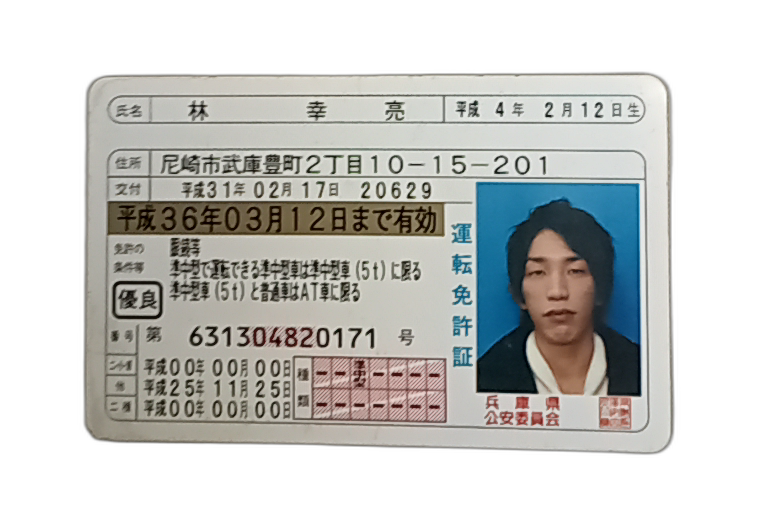 氏名 林 幸 亮 平成 4年 2月12日生
住所 尼崎市武庫豊町2丁目10-15-201
交付 平成31年02月17日 20629
平成36年03月12日まで有効
免許の条件等 眼鏡等
準中型で運転できる準中型車は準中型車(5t)に限る
準中型車(5t)と普通車はAT車に限る
優良
番号 第 631304820171 号
二小原 平成00年00月00日
他 平成25年11月25日
二種 平成00年00月00日
種類 準中型
運転免許証
兵庫県
公安委員会